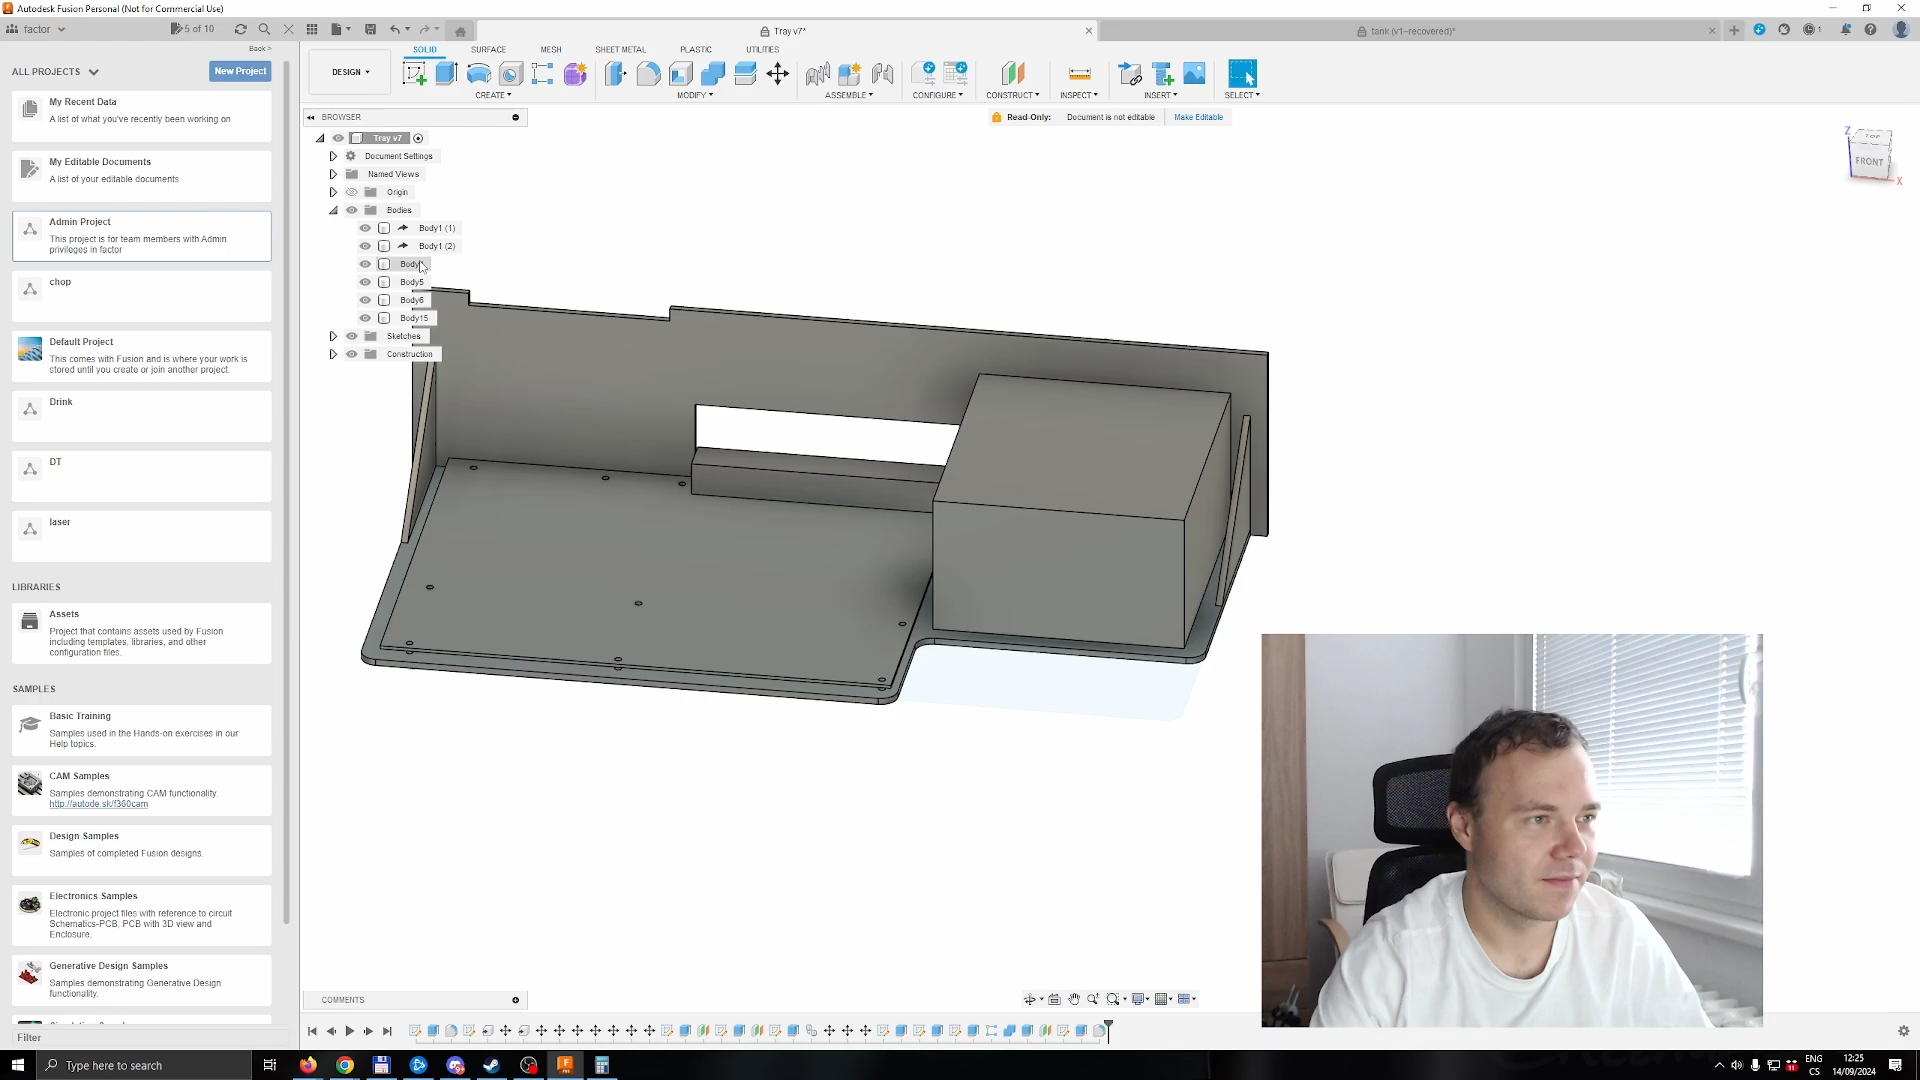 Autodesk Fusion Personal (Not for Commercial Use)
factor
5 of 10
Tray v7*
tank (v1~recovered)*
Back >
ALL PROJECTS
New Project
My Recent Data
A list of what you've recently been working on
My Editable Documents
A list of your editable documents
Admin Project
This project is for team members with Admin
privileges in factor
chop
Default Project
This comes with Fusion and is where your work is
stored until you create or join another project.
Drink
DT
laser
LIBRARIES
Assets
Project that contains assets used by Fusion
including templates, libraries, and other
configuration files.
SAMPLES
Basic Training
Samples used in the Hands-on exercises in our
Help topics.
CAM Samples
Samples demonstrating CAM functionality.
http://autode.sk/f360cam
Design Samples
Samples of completed Fusion designs.
Electronics Samples
Electronic project files with reference to circuit
Schematics-PCB, PCB with 3D view and
Enclosure.
Generative Design Samples
Samples demonstrating Generative Design
functionality.
Filter
SOLID
SURFACE
MESH
SHEET METAL
PLASTIC
UTILITIES
DESIGN
CREATE
MODIFY
ASSEMBLE
CONFIGURE
CONSTRUCT
INSPECT
INSERT
SELECT
BROWSER
Read-Only:
Document is not editable
Make Editable
Tray v7
Document Settings
Named Views
Origin
Bodies
Body1 (1)
Body1 (2)
Body5
Body6
Body15
Sketches
Construction
Z
TOP
FRONT
X
COMMENTS
Type here to search
ENG
CS
12:25
14/09/2024